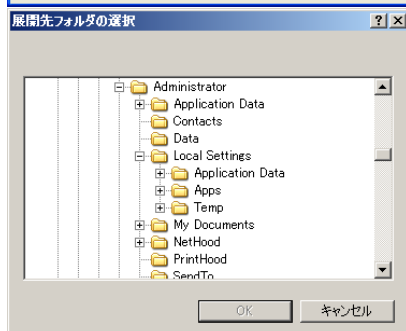 展開先フォルダの選択
Administrator
Application Data
Contacts
Data
Local Settings
Application Data
Apps
Temp
My Documents
NetHood
PrintHood
SendTo
OK
キャンセル